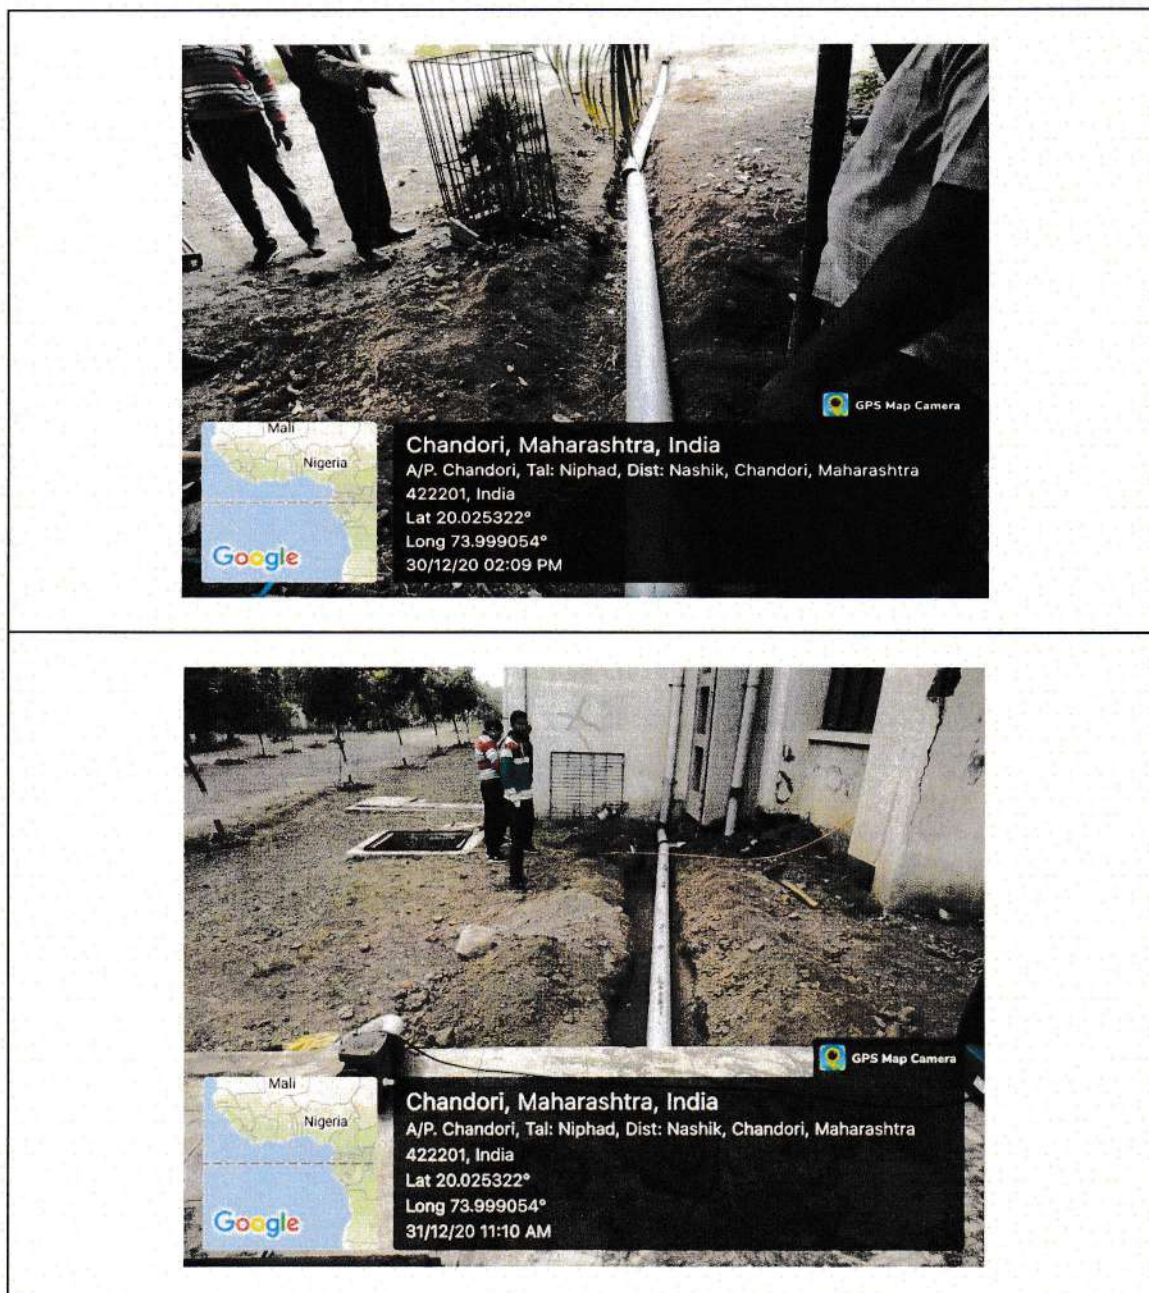 GPS Map Camera
Mali
Nigeria
Google
Chandori, Maharashtra, India
A/P. Chandori, Tal: Niphad, Dist: Nashik, Chandori, Maharashtra
422201, India
Lat 20.025322°
Long 73.999054°
30/12/20 02:09 PM
GPS Map Camera
Mali
Nigeria
Google
Chandori, Maharashtra, India
A/P. Chandori, Tal: Niphad, Dist: Nashik, Chandori, Maharashtra
422201, India
Lat 20.025322°
Long 73.999054°
31/12/20 11:10 AM